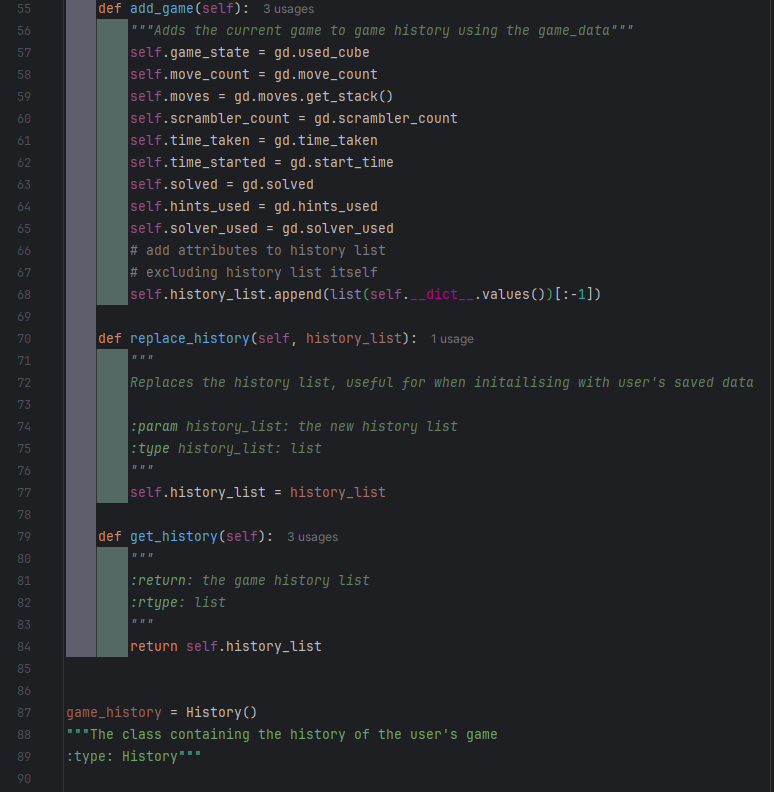 55 def add_game(self): 3 usages
56 """Adds the current game to game history using the game_data"""
57 self.game_state = gd.used_cube
58 self.move_count = gd.move_count
59 self.moves = gd.moves.get_stack()
60 self.scrambler_count = gd.scrambler_count
61 self.time_taken = gd.time_taken
62 self.time_started = gd.start_time
63 self.solved = gd.solved
64 self.hints_used = gd.hints_used
65 self.solver_used = gd.solver_used
66 # add attributes to history list
67 # excluding history list itself
68 self.history_list.append(list(self.__dict__.values())[:-1])
69
70 def replace_history(self, history_list): 1 usage
71 """
72 Replaces the history list, useful for when initailising with user's saved data
73
74 :param history_list: the new history list
75 :type history_list: list
76 """
77 self.history_list = history_list
78
79 def get_history(self): 3 usages
80 """
81 :return: the game history list
82 :rtype: list
83 """
84 return self.history_list
85
86
87 game_history = History()
88 """The class containing the history of the user's game
89 :type: History"""
90